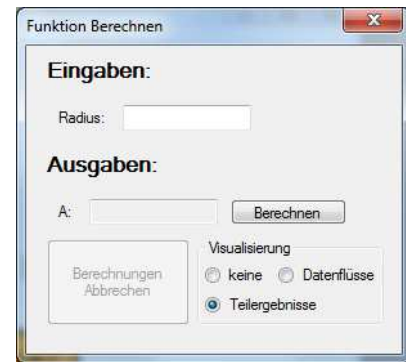 Funktion Berechnen
Eingaben:
Radius:
Ausgaben:
A:
Berechnen
Berechnungen
Abbrechen
Visualisierung
keine
Datenflüsse
Teilergebnisse